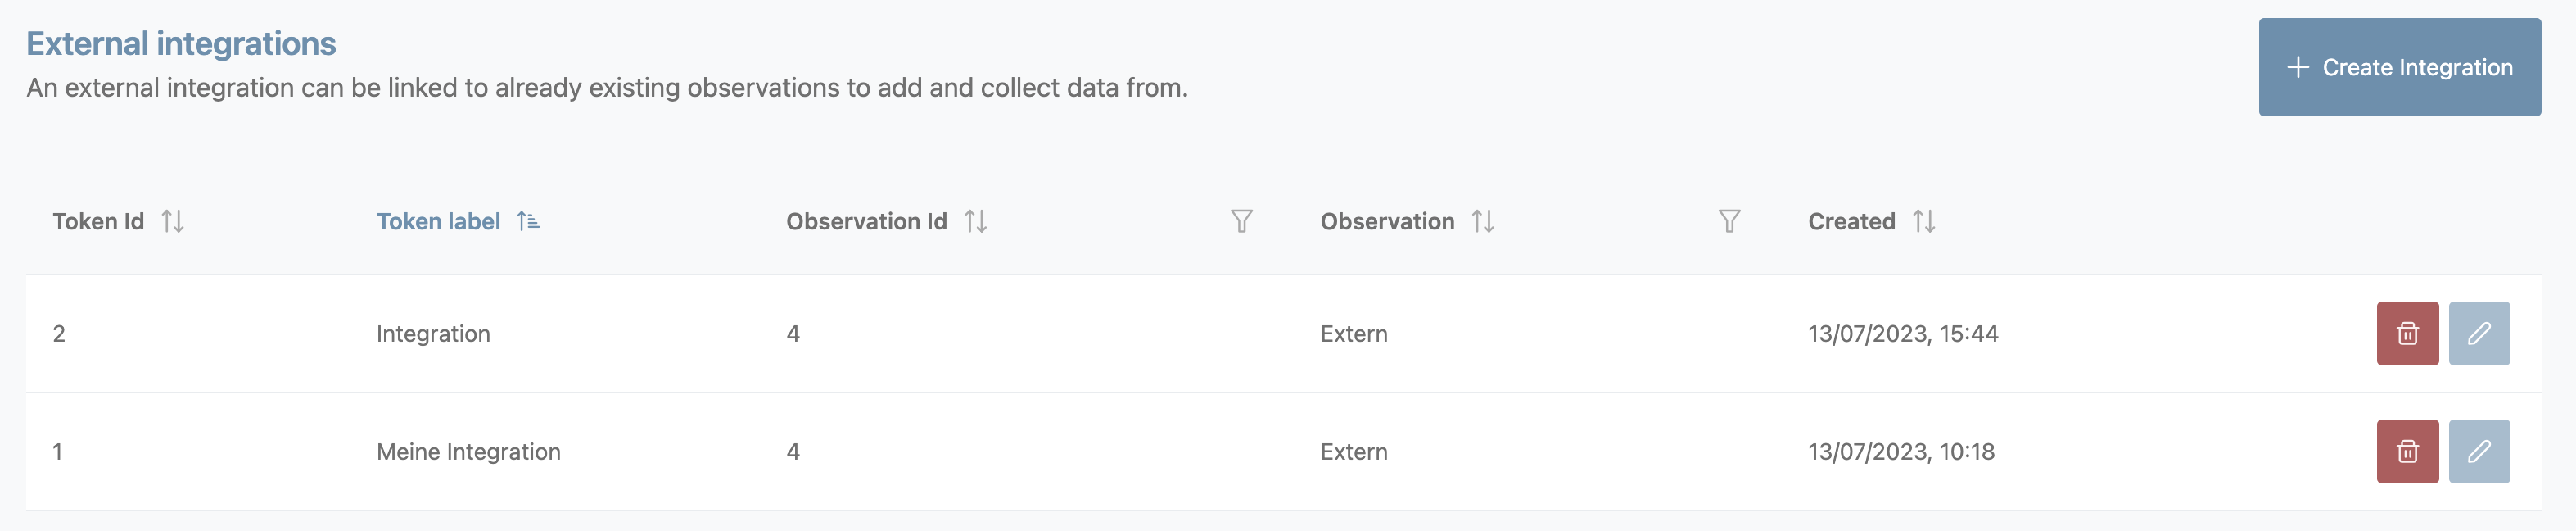 External integrations
An external integration can be linked to already existing observations to add and collect data from.
Create Integration
Token Id Token label Observation Id Observation Created
2 Integration 4 Extern 13/07/2023, 15:44
1 Meine Integration 4 Extern 13/07/2023, 10:18